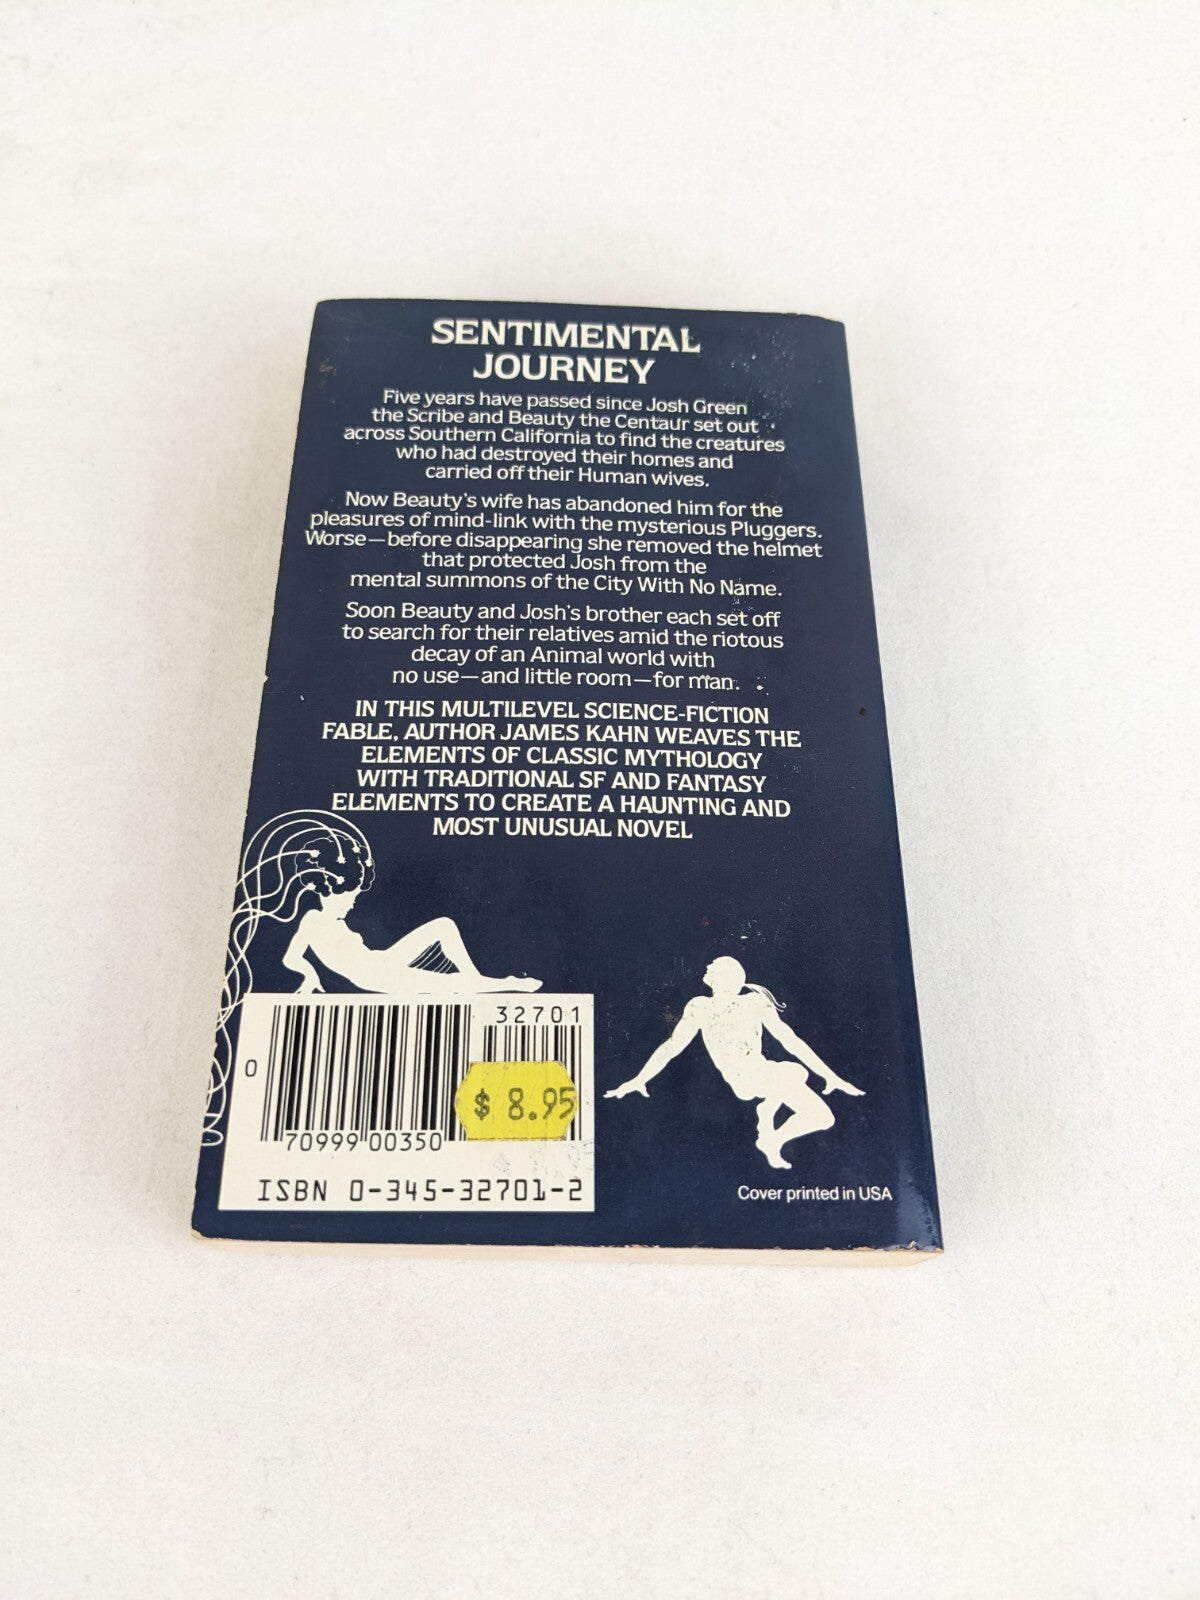 SENTIMENTAL
JOURNEY
Five years have passed since Josh Green
the Scribe and Beauty the Centaur set out
across Southern California to find the creatures
who had destroyed their homes and
carried off their Human wives.
Now Beauty's wife has abandoned him for the
pleasures of mind-link with the mysterious Pluggers.
Worse—before disappearing she removed the helmet
that protected Josh from the
mental summons of the City With No Name.
Soon Beauty and Josh's brother each set off
to search for their relatives amid the riotous
decay of an Animal world with
no use—and little room—for man.
IN THIS MULTILEVEL SCIENCE-FICTION
FABLE, AUTHOR JAMES KAHN WEAVES THE
ELEMENTS OF CLASSIC MYTHOLOGY
WITH TRADITIONAL SF AND FANTASY
ELEMENTS TO CREATE A HAUNTING AND
MOST UNUSUAL NOVEL
32701
0
$ 8.95
70999 00350
ISBN 0-345-32701-2
Cover printed in USA